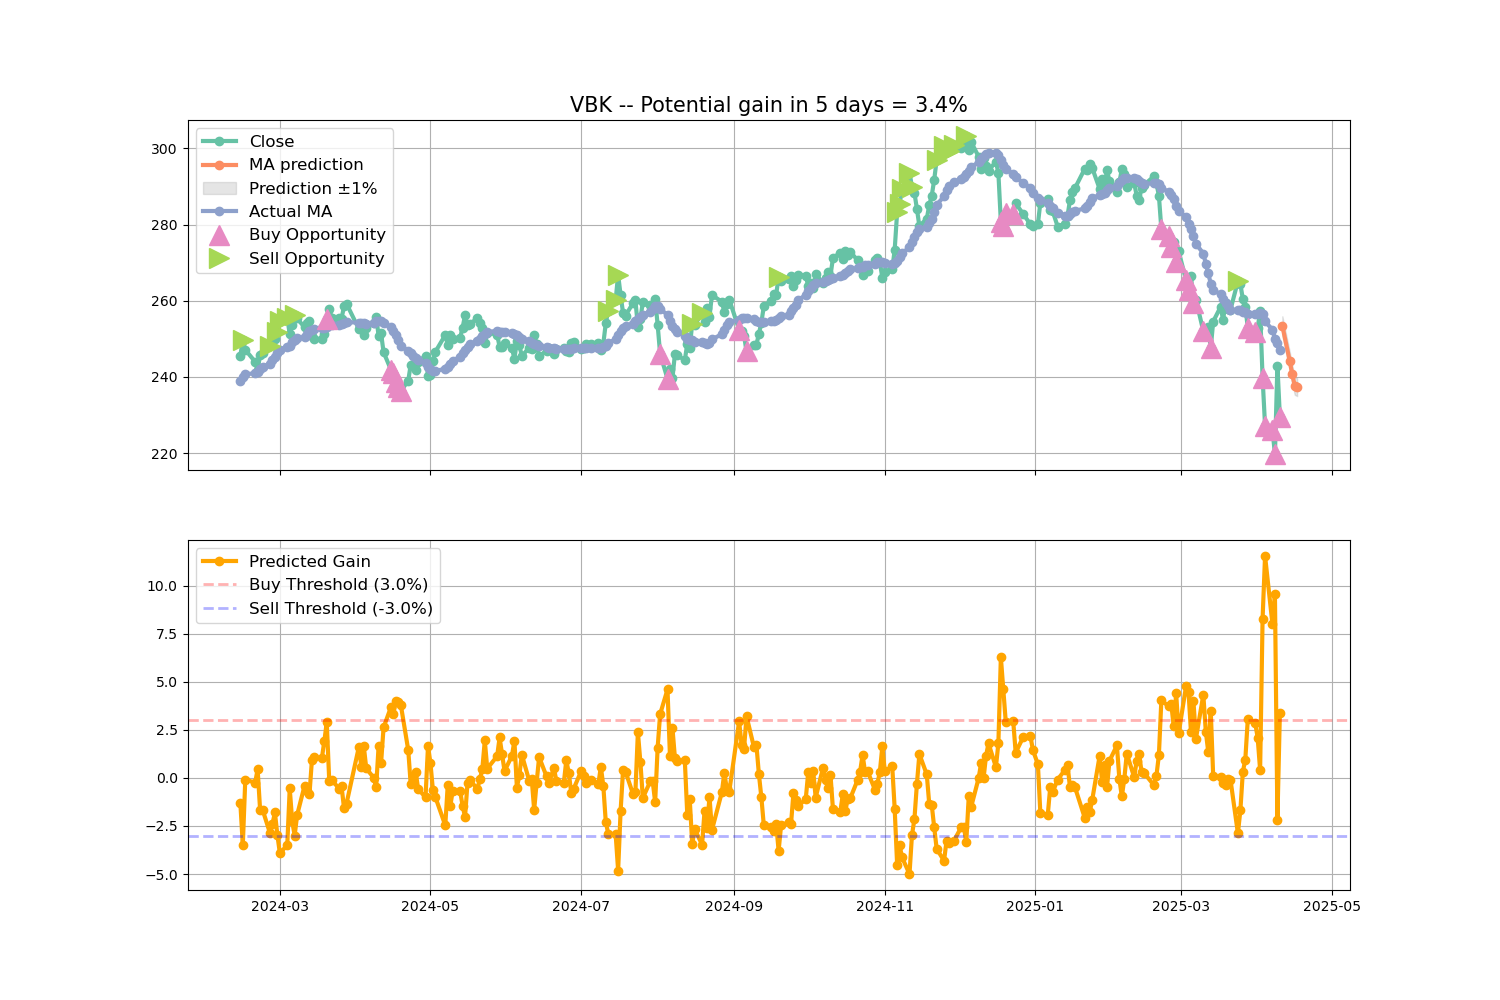 VBK -- Potential gain in 5 days = 3.4%
Close
MA prediction
Prediction ±1%
Actual MA
Buy Opportunity
Sell Opportunity
300
280
260
240
220
Predicted Gain
Buy Threshold (3.0%)
Sell Threshold (-3.0%)
10.0
7.5
5.0
2.5
0.0
−2.5
−5.0
2024-03 2024-05 2024-07 2024-09 2024-11 2025-01 2025-03 2025-05